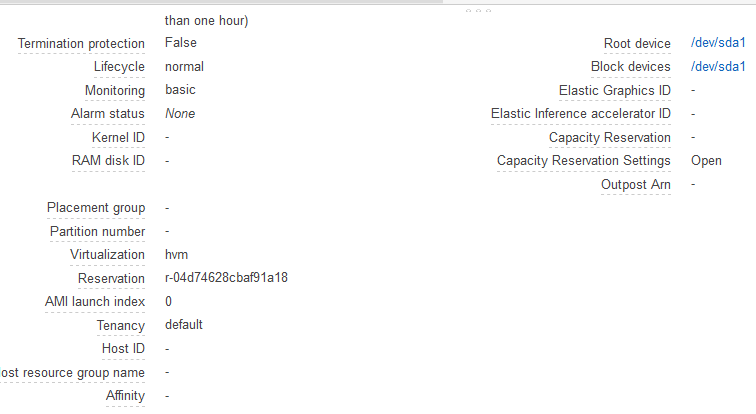 than one hour)
Termination protection False
Lifecycle normal
Monitoring basic
Alarm status None
Kernel ID -
RAM disk ID -
Placement group -
Partition number -
Virtualization hvm
Reservation r-04d74628cbaf91a18
AMI launch index 0
Tenancy default
Host ID -
ost resource group name -
Affinity -
Root device /dev/sda1
Block devices /dev/sda1
Elastic Graphics ID -
Elastic Inference accelerator ID -
Capacity Reservation -
Capacity Reservation Settings Open
Outpost Arn -